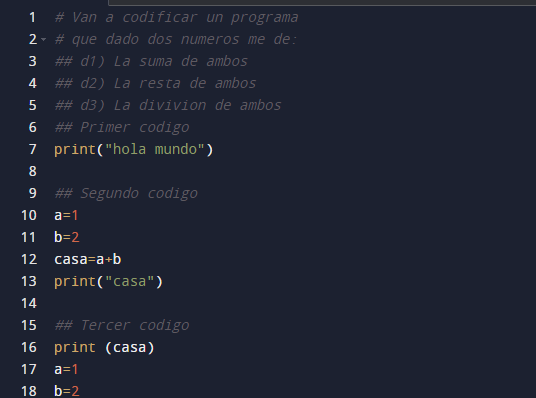 1 # Van a codificar un programa
2 # que dado dos numeros me de:
3 ## d1) La suma de ambos
4 ## d2) La resta de ambos
5 ## d3) La divivion de ambos
6 ## Primer codigo
7 print("hola mundo")
8
9 ## Segundo codigo
10 a=1
11 b=2
12 casa=a+b
13 print("casa")
14
15 ## Tercer codigo
16 print (casa)
17 a=1
18 b=2